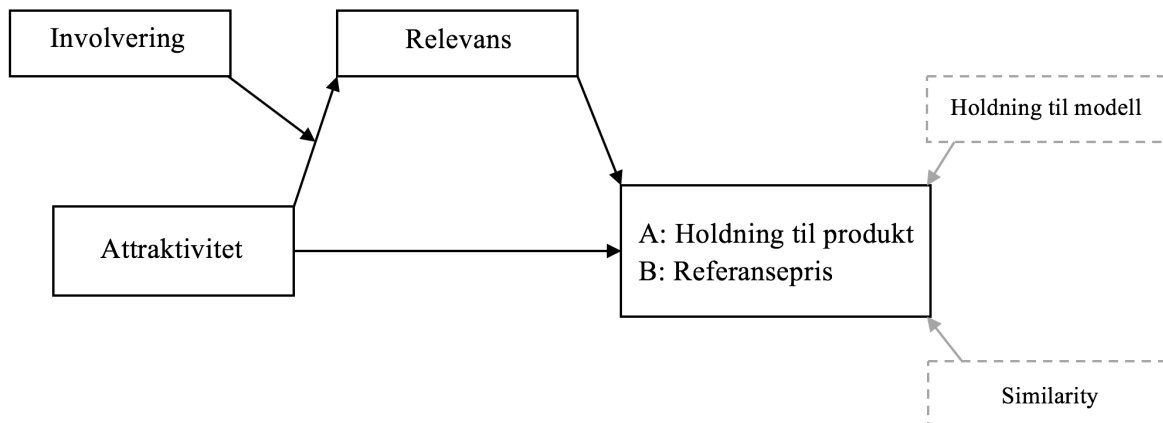 Involvering
Relevans
Holdning til modell
Attraktivitet
A: Holdning til produkt
B: Referansepris
Similarity